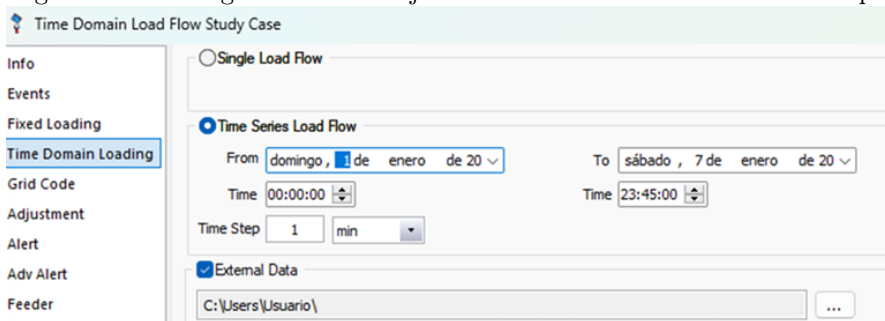 Time Domain Load Flow Study Case
Info
Events
Fixed Loading
Time Domain Loading
Grid Code
Adjustment
Alert
Adv Alert
Feeder
Single Load Flow
Time Series Load Flow
From domingo , 1 de enero de 20 To sábado , 7 de enero de 20
Time 00:00:00 Time 23:45:00
Time Step 1 min
External Data
C:\Users\Usuario\ ...